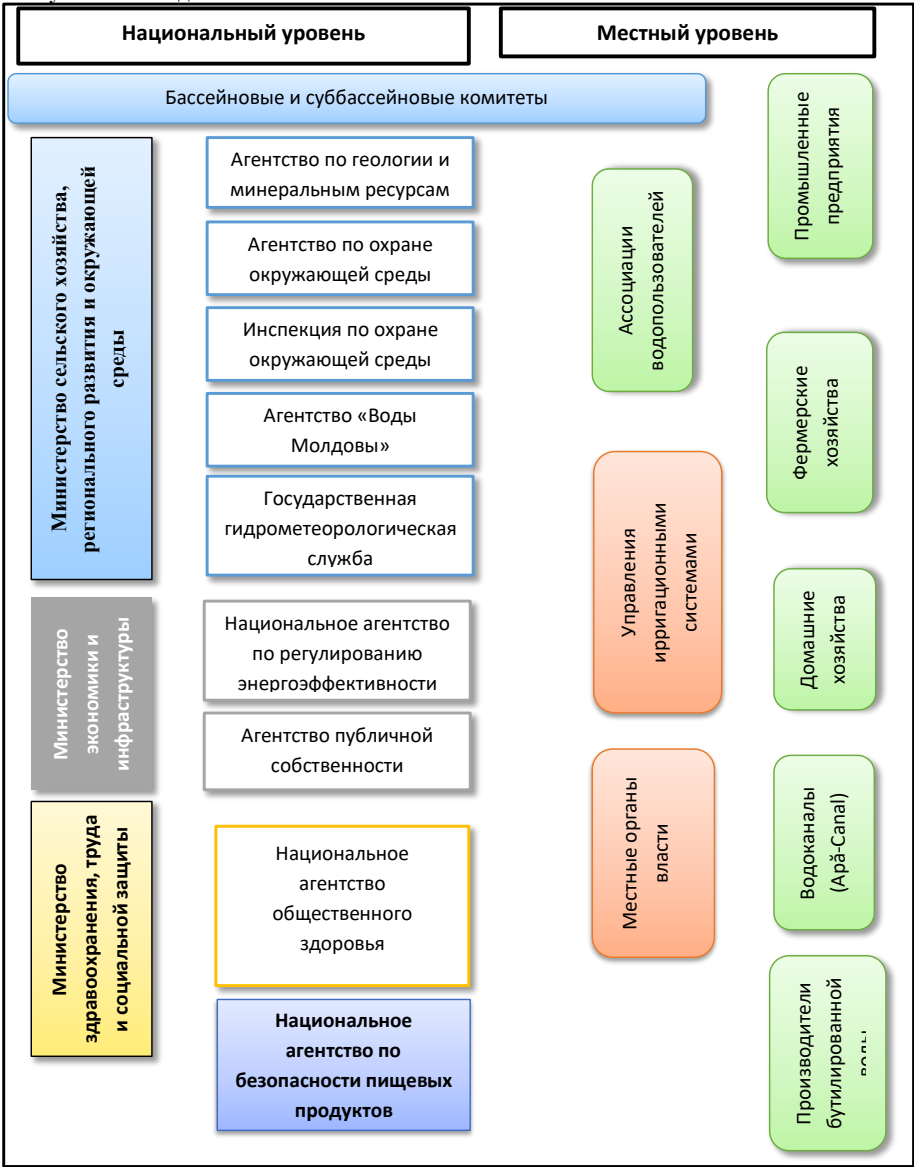 Национальный уровень
Местный уровень
Бассейновые и суббассейновые комитеты
Министерство сельского хозяйства,
регионального развития и окружающей
среды
Агентство по геологии и
минеральным ресурсам
Агентство по охране
окружающей среды
Инспекция по охране
окружающей среды
Агентство «Воды
Молдовы»
Государственная
гидрометеорологическая
служба
Министерство
экономики и
инфраструктуры
Национальное агентство
по регулированию
энергоэффективности
Агентство публичной
собственности
Министерство
здравоохранения, труда
и социальной защиты
Национальное
агентство
общественного
здоровья
Национальное
агентство по
безопасности пищевых
продуктов
Ассоциации
водопользователей
Управления
ирригационными
системами
Местные органы
власти
Промышленные
предприятия
Фермерские
хозяйства
Домашние
хозяйства
Водоканалы
(Apă-Canal)
Производители
бутилированной
воды